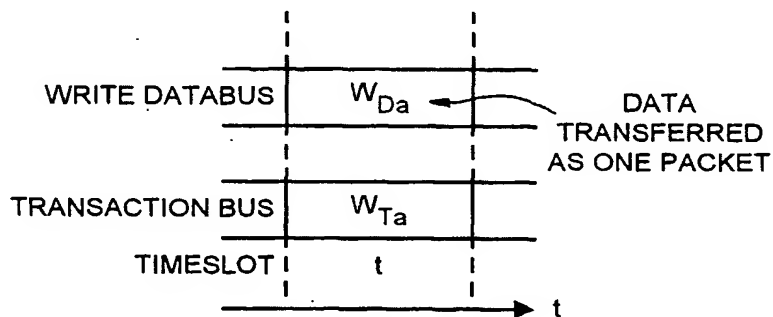 WRITE DATABUS
W_Da
DATA
TRANSFERRED
AS ONE PACKET
TRANSACTION BUS
W_Ta
TIMESLOT
t
t